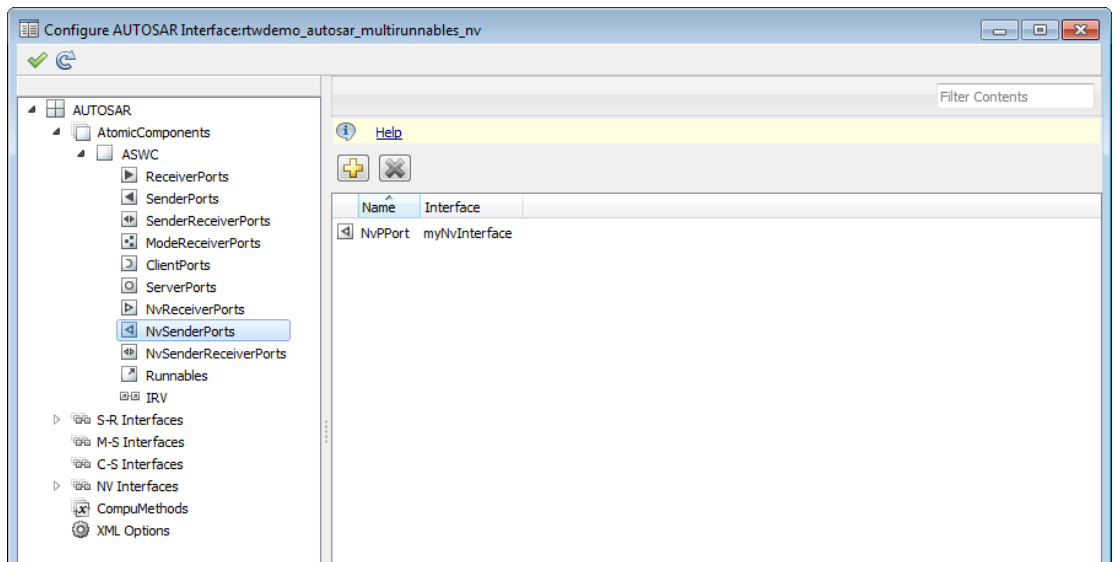 Configure AUTOSAR Interface:rtwdemo_autosar_multirunnables_nv
Filter Contents
AUTOSAR
AtomicComponents
ASWC
ReceiverPorts
SenderPorts
SenderReceiverPorts
ModeReceiverPorts
ClientPorts
ServerPorts
NvReceiverPorts
NvSenderPorts
NvSenderReceiverPorts
Runnables
IRV
S-R Interfaces
M-S Interfaces
C-S Interfaces
NV Interfaces
CompuMethods
XML Options
Help
Name Interface
NvPPort myNvInterface